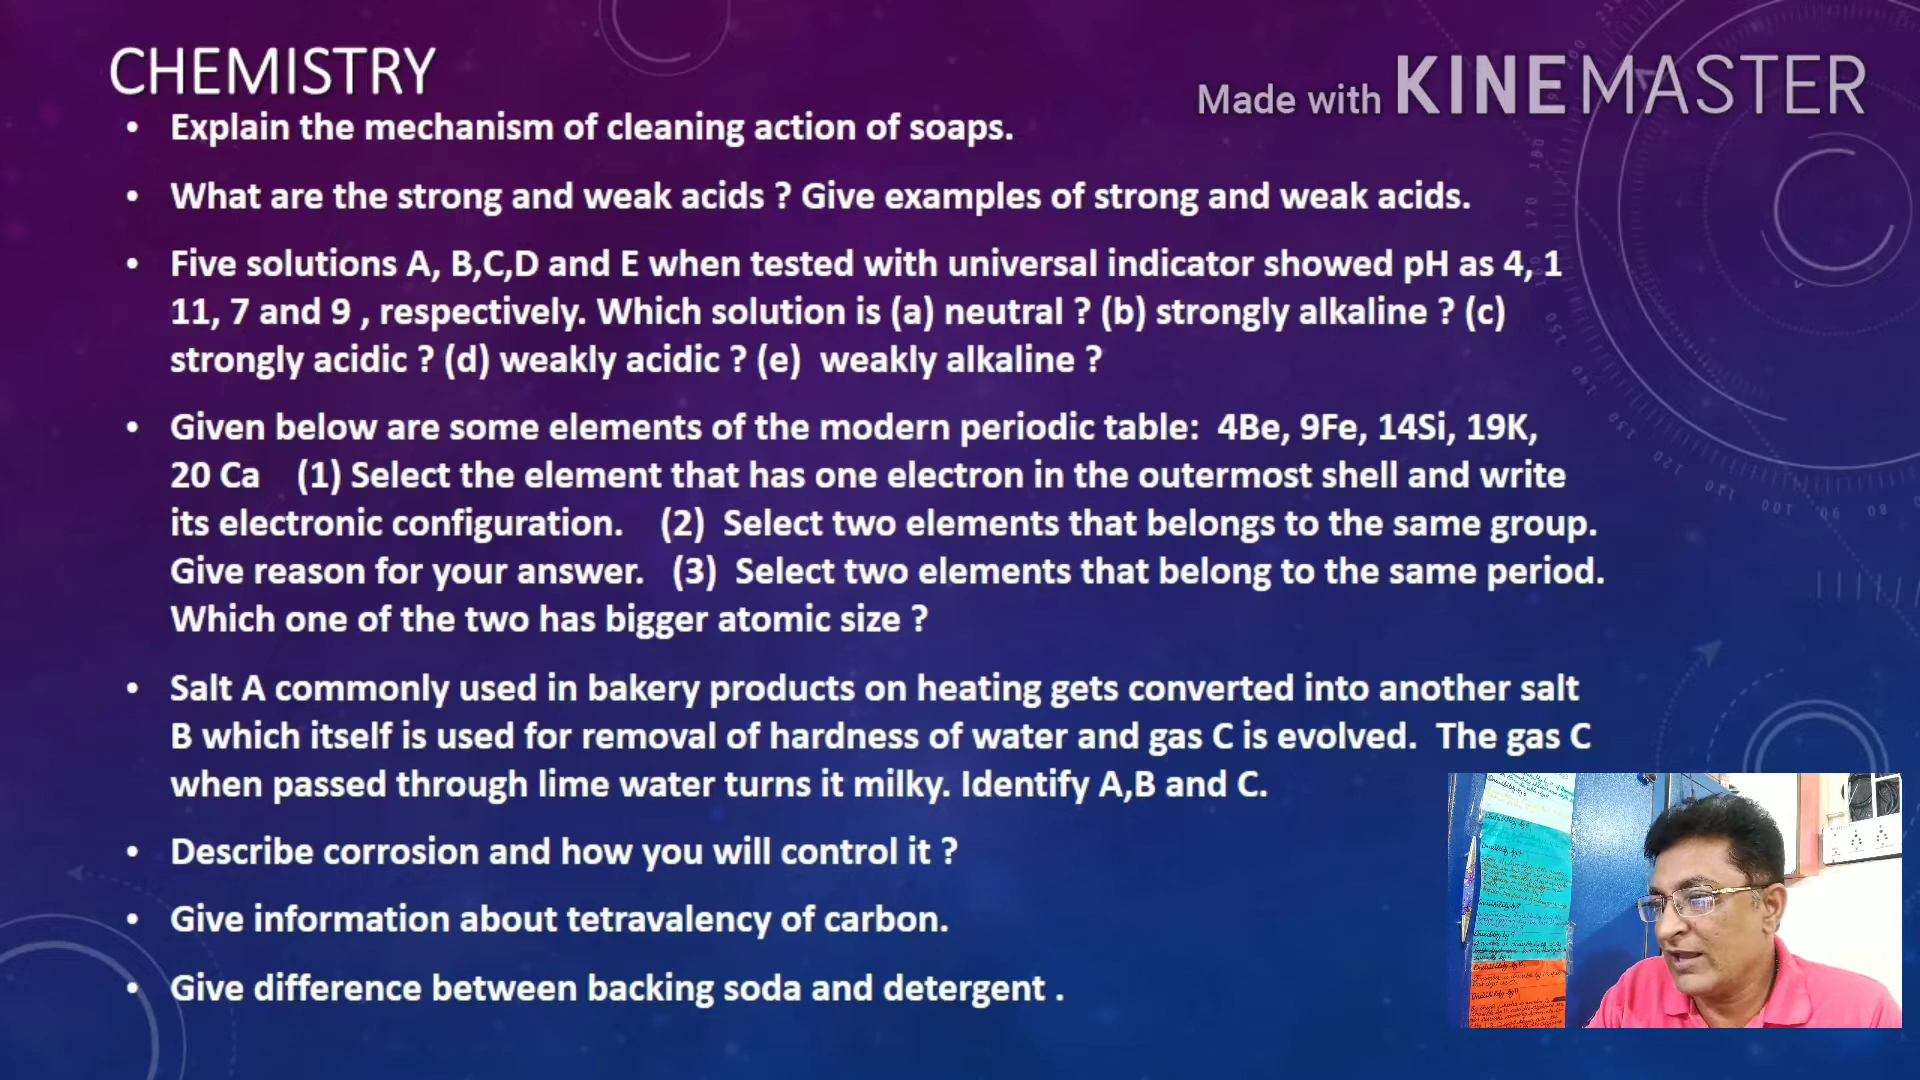 CHEMISTRY
Made with KINEMASTER
• Explain the mechanism of cleaning action of soaps.
• What are the strong and weak acids ? Give examples of strong and weak acids.
• Five solutions A, B,C,D and E when tested with universal indicator showed pH as 4, 1
11, 7 and 9 , respectively. Which solution is (a) neutral ? (b) strongly alkaline ? (c)
strongly acidic ? (d) weakly acidic ? (e) weakly alkaline ?
• Given below are some elements of the modern periodic table: 4Be, 9Fe, 14Si, 19K,
20 Ca (1) Select the element that has one electron in the outermost shell and write
its electronic configuration. (2) Select two elements that belongs to the same group.
Give reason for your answer. (3) Select two elements that belong to the same period.
Which one of the two has bigger atomic size ?
• Salt A commonly used in bakery products on heating gets converted into another salt
B which itself is used for removal of hardness of water and gas C is evolved. The gas C
when passed through lime water turns it milky. Identify A,B and C.
• Describe corrosion and how you will control it ?
• Give information about tetravalency of carbon.
• Give difference between backing soda and detergent .